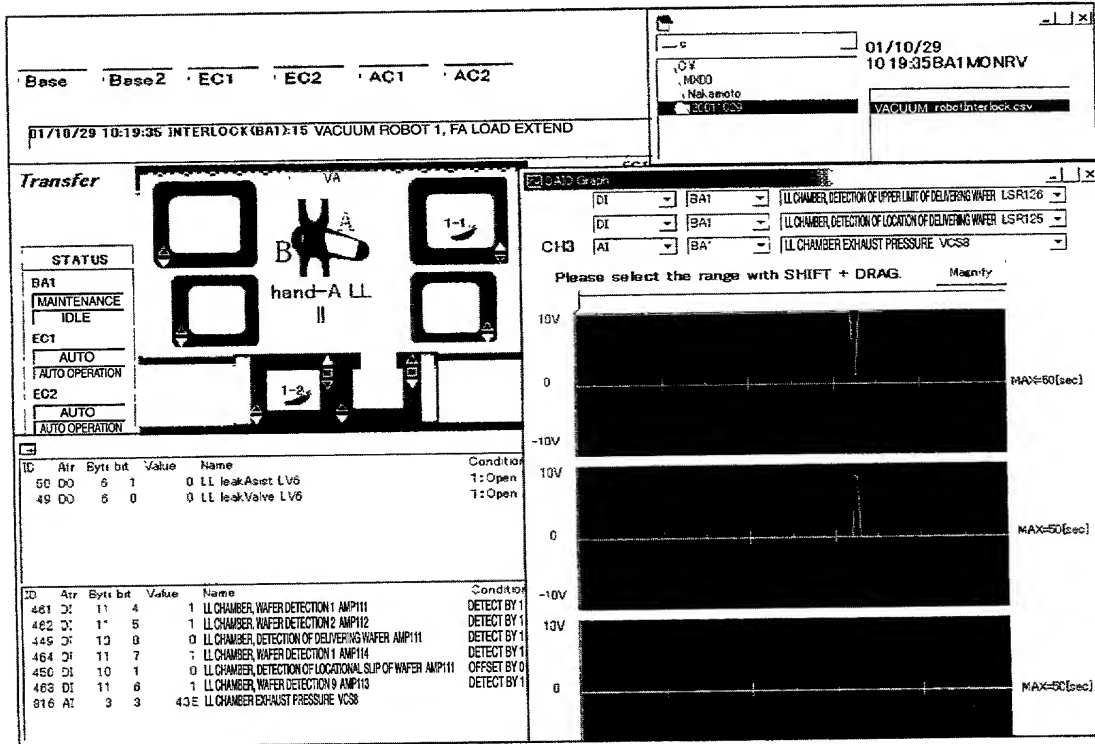 Base Base2 EC1 EC2 AC1 AC2
01/10/29 10:19:35 INTERLOCK(BA1):15 VACUUM ROBOT 1, FA LOAD EXTEND
c
C¥
MXDO
Nakamoto
20011029
01/10/29
10 19:35BA1MONRV
VACUUM robotInterlock.csv
Transfer
VA
A
B
1-1
hand-A LL
1-2
STATUS
BA1
MAINTENANCE
IDLE
EC1
AUTO
AUTO OPERATION
EC2
AUTO
AUTO OPERATION
Graph
DI BA1 LL CHAMBER, DETECTION OF UPPER LIMIT OF DELIVERING WAFER LSR126
DI BA1 LL CHAMBER, DETECTION OF LOCATION OF DELIVERING WAFER LSR125
CH3 AI BA1 LL CHAMBER EXHAUST PRESSURE VCS8
Please select the range with SHIFT + DRAG. Magnify
10V
0 MAX=50[sec]
-10V
10V
0 MAX=50[sec]
-10V
10V
0 MAX=50[sec]
ID Atr Byte bit Value Name Condition
50 DO 6 1 0 LL leakAsist LV6 1:Open
49 DO 6 0 0 LL leakValve LV6 1:Open
ID Atr Byte bit Value Name Condition
461 DI 11 4 1 LL CHAMBER, WAFER DETECTION 1 AMP111 DETECT BY 1
462 DI 11 5 1 LL CHAMBER, WAFER DETECTION 2 AMP112 DETECT BY 1
449 DI 10 0 0 LL CHAMBER, DETECTION OF DELIVERING WAFER AMP111 DETECT BY 1
464 DI 11 7 1 LL CHAMBER, WAFER DETECTION 1 AMP114 DETECT BY 1
450 DI 10 1 0 LL CHAMBER, DETECTION OF LOCATIONAL SLIP OF WAFER AMP111 OFFSET BY 0
463 DI 11 6 1 LL CHAMBER, WAFER DETECTION 9 AMP113 DETECT BY 1
816 AI 3 3 LL CHAMBER EXHAUST PRESSURE VCS8